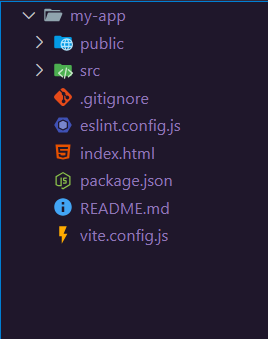 my-app
public
src
.gitignore
eslint.config.js
index.html
package.json
README.md
vite.config.js